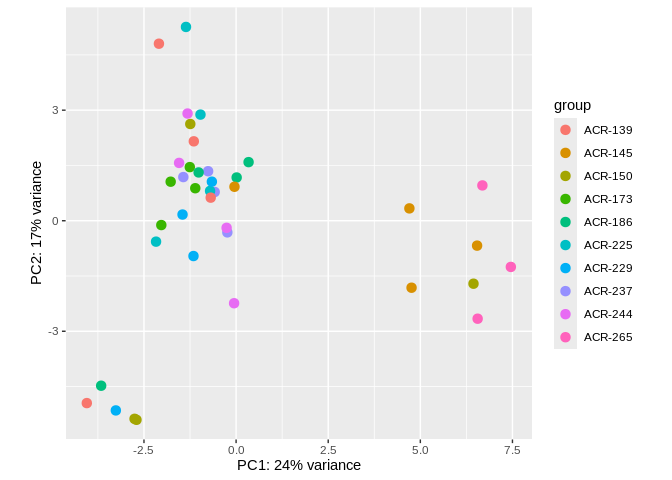 PC2: 17% variance
3
0
-3
-2.5
0.0
2.5
5.0
7.5
PC1: 24% variance
group
ACR-139
ACR-145
ACR-150
ACR-173
ACR-186
ACR-225
ACR-229
ACR-237
ACR-244
ACR-265